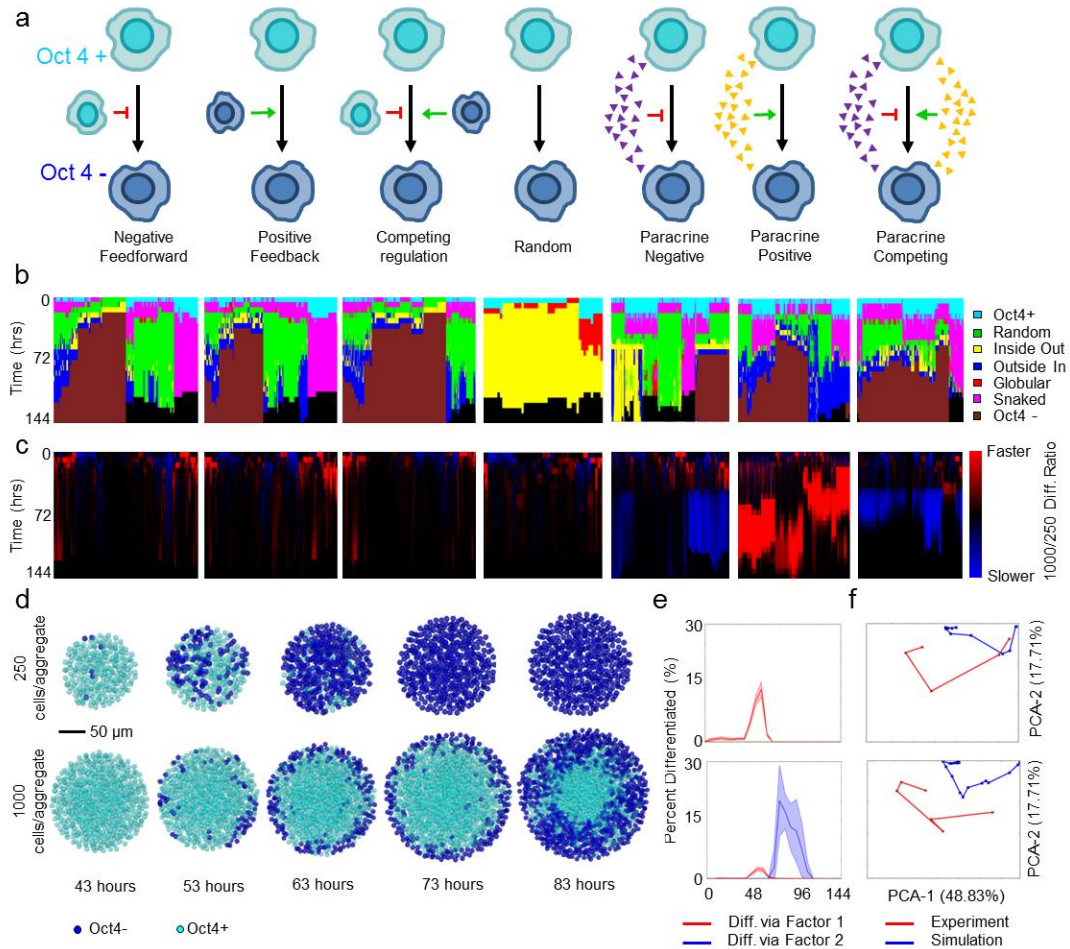 a
Oct 4 +
Oct 4 -
Negative
Feedforward
Positive
Feedback
Competing
regulation
Random
Paracrine
Negative
Paracrine
Positive
Paracrine
Competing
b
Time (hrs)
0
72
144
Oct4+
Random
Inside Out
Outside In
Globular
Snaked
Oct4 -
c
Time (hrs)
0
72
144
Faster
Slower
1000/250 Diff. Ratio
d
250
cells/aggregate
50 µm
1000
cells/aggregate
43 hours
53 hours
63 hours
73 hours
83 hours
Oct4-
Oct4+
e
Percent Differentiated (%)
30
15
0
30
15
0
0 48 96 144
Diff. via Factor 1
Diff. via Factor 2
f
PCA-2 (17.71%)
PCA-2 (17.71%)
PCA-1 (48.83%)
Experiment
Simulation